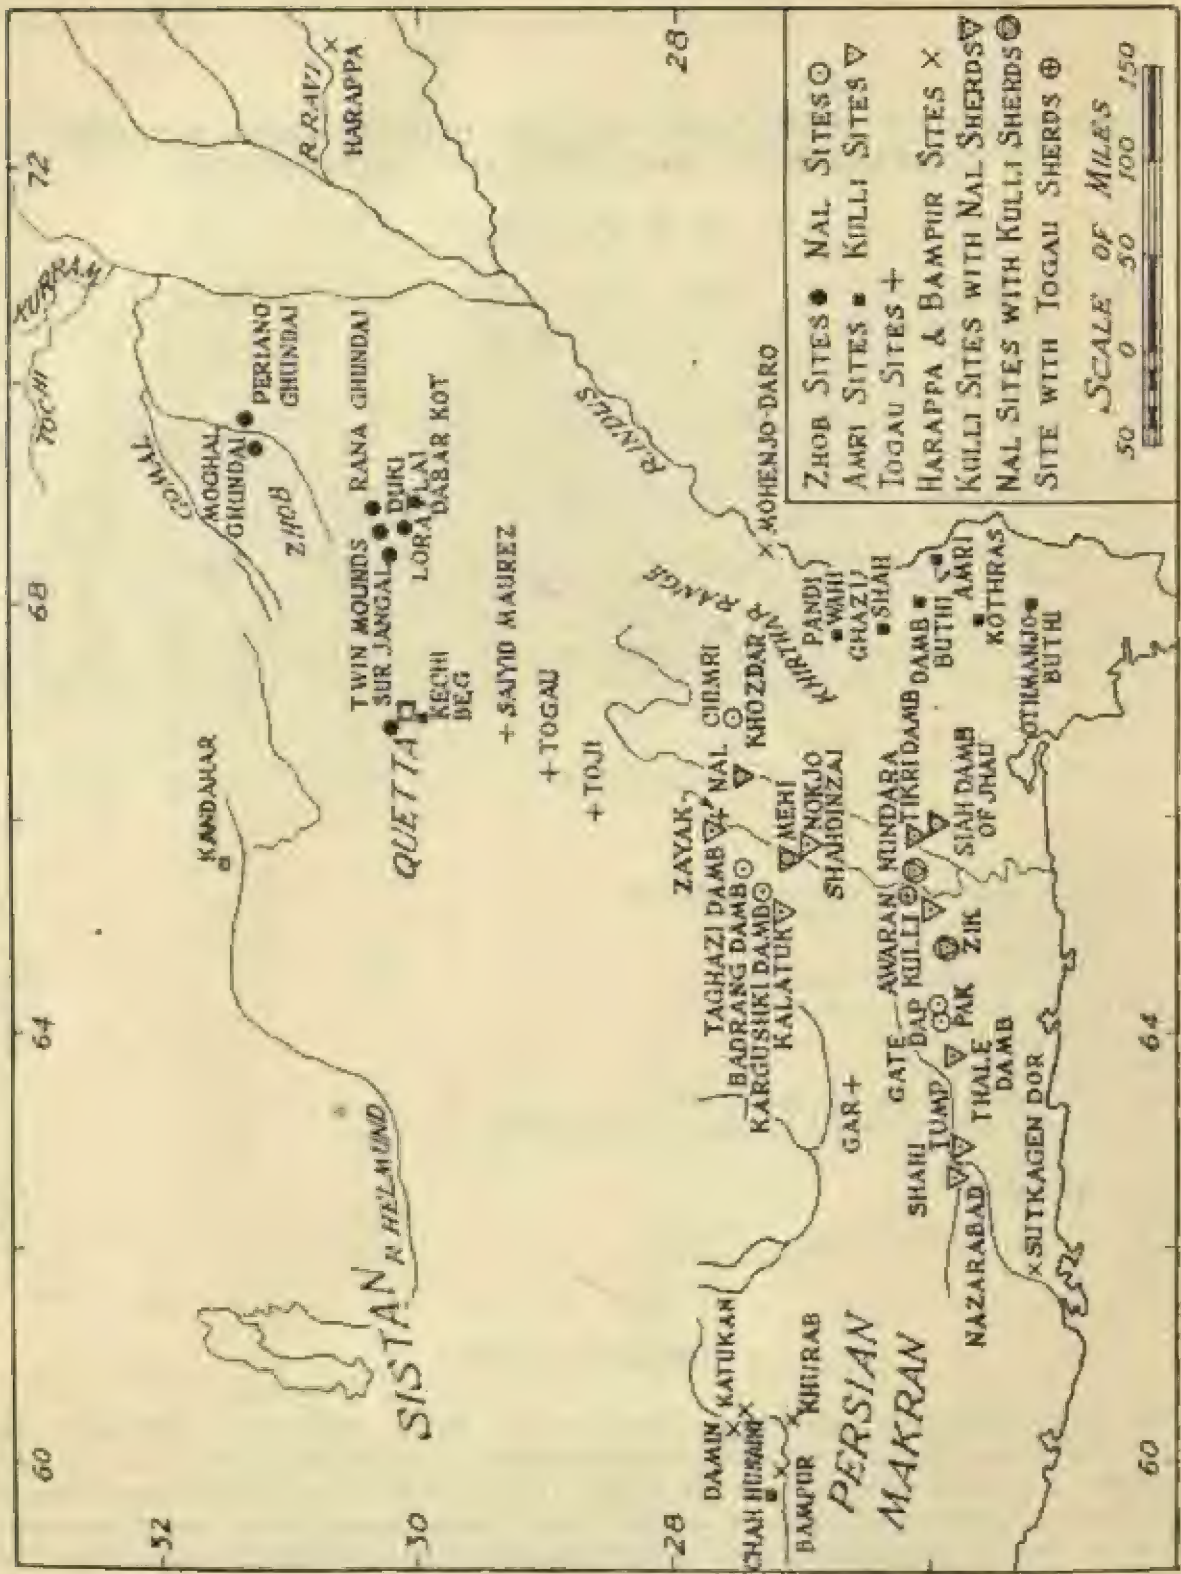 60
64
68
72
32
30
28
28
60
64
KURRAM
TOCHI
GOMAL
MOGHAL
GHUNDAI
PERIANO
GHUNDAI
ZHOB
R. RAVI
HARAPPA
KANDAHAR
TWIN MOUNDS
SUR JANGAL
RANA GHUNDAI
DUKI
LORALAI
DABAR KOT
QUETTA
KECHI
BEG
SISTAN
R HELMUND
+ SAIYID MAUREZ
+ TOGAU
+ TOJI
R. INDUS
× MOHENJO-DARO
KHIRTHAR RANGE
ZAYAK
NAL
CHIMRI
KHOZDAR
TAGHAZI DAMB
BADRANG DAMB
KARGUSHKI DAMB
KALATUK
MEHI
NOKJO
SHAHDINZAI
PANDI
WAHI
GHAZI
SHAH
DAMB
BUTHI
AMRI
KOTHRAS
OTHMANJO
BUTHI
GAR +
AWARAN
NUNDARA
TIKRI DAMB
KULLI
SIAH DAMB
OF JHAU
GATE
DAP
PAK
ZIK
THALE
DAMB
SHAHI
TUMP
NAZARABAD
× SUTKAGEN DOR
DAMIN
KATUKAN
CHAH HUSAINI
BAMPUR
KHURAB
PERSIAN
MAKRAN
ZHOB SITES ● NAL SITES ⊙
AMRI SITES ▪ KULLI SITES ▽
TOGAU SITES +
HARAPPA & BAMPUR SITES ×
KULLI SITES WITH NAL SHERDS
NAL SITES WITH KULLI SHERDS
SITE WITH TOGAU SHERDS ⊕
SCALE OF MILES
50 0 50 100 150